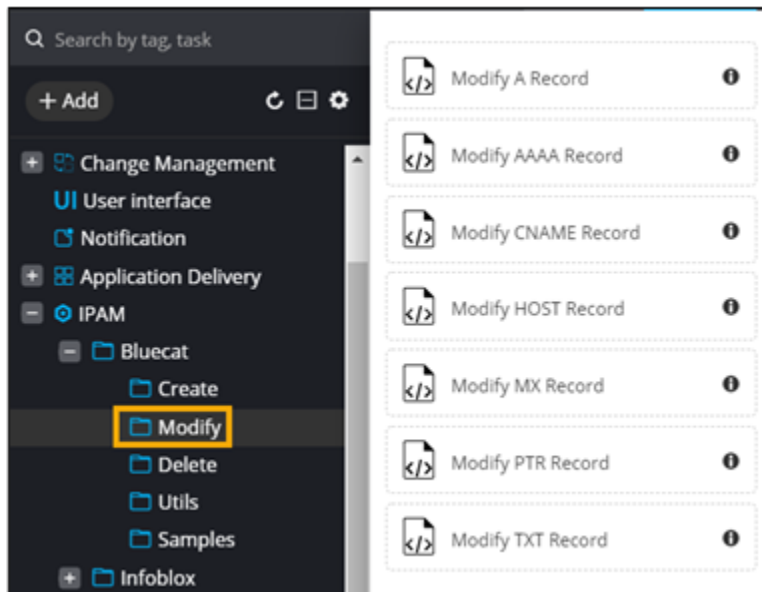 Search by tag, task
+ Add
Change Management
UI User interface
Notification
Application Delivery
IPAM
Bluecat
Create
Modify
Delete
Utils
Samples
Infoblox
Modify A Record
Modify AAAA Record
Modify CNAME Record
Modify HOST Record
Modify MX Record
Modify PTR Record
Modify TXT Record